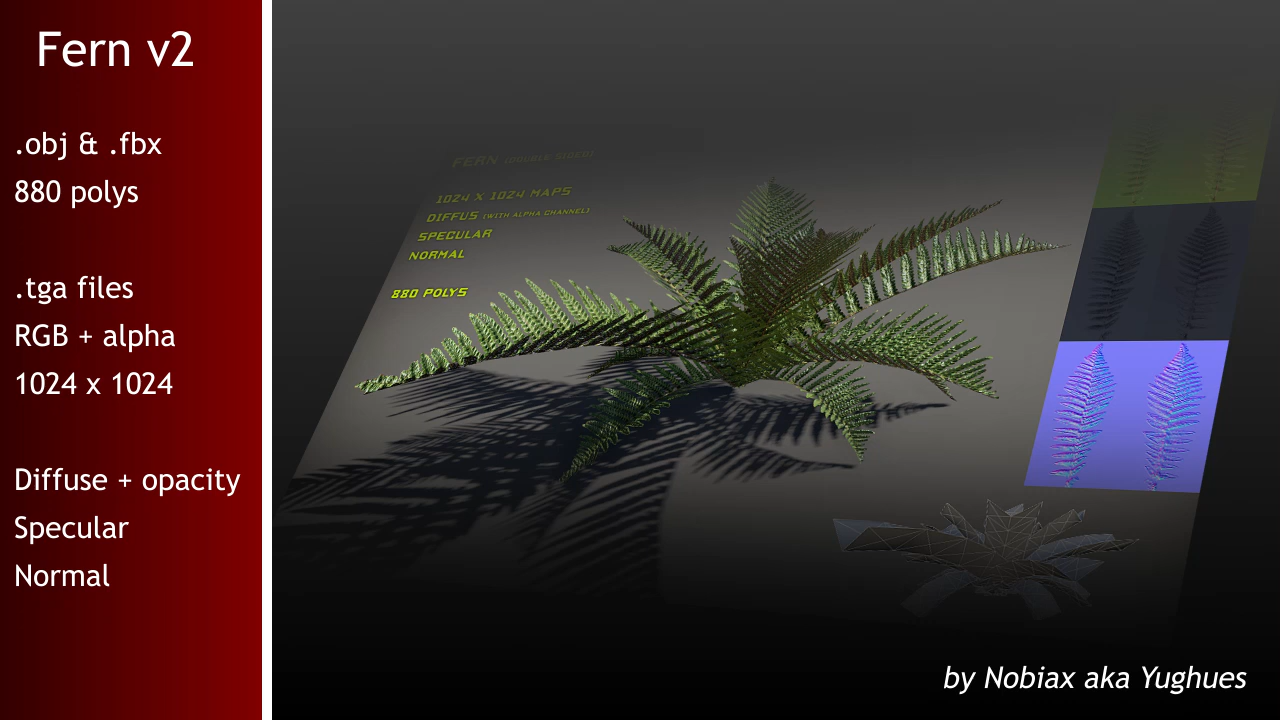 Fern v2
.obj & .fbx
880 polys
.tga files
RGB + alpha
1024 x 1024
Diffuse + opacity
Specular
Normal
FERN (DOUBLE SIDED)
1024 X 1024 MAPS
DIFFUS (WITH ALPHA CHANNEL)
SPECULAR
NORMAL
880 POLYS
by Nobiax aka Yughues